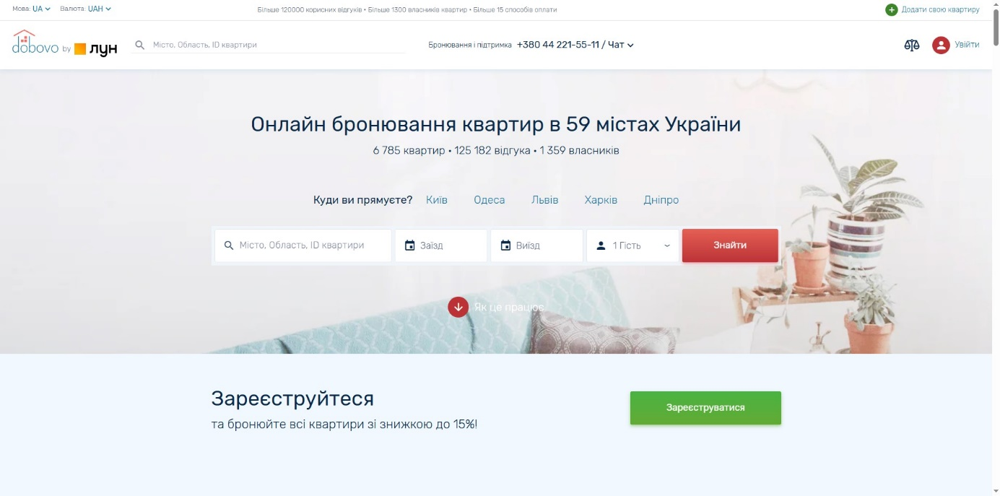 Мова: UA
Валюта: UAH
Більше 120000 корисних відгуків • Більше 1300 власників квартир • Більше 15 способів оплати
Додати свою квартиру
dobovo by лун
Місто, Область, ID квартири
Бронювання і підтримка +380 44 221-55-11 / Чат
Увійти
Онлайн бронювання квартир в 59 містах України
6 785 квартир • 125 182 відгука • 1 359 власників
Куди ви прямуєте? Київ Одеса Львів Харків Дніпро
Місто, Область, ID квартири
Заїзд
Виїзд
1 Гість
Знайти
Як це працює
Зареєструйтеся
та бронюйте всі квартири зі знижкою до 15%!
Зареєструватися